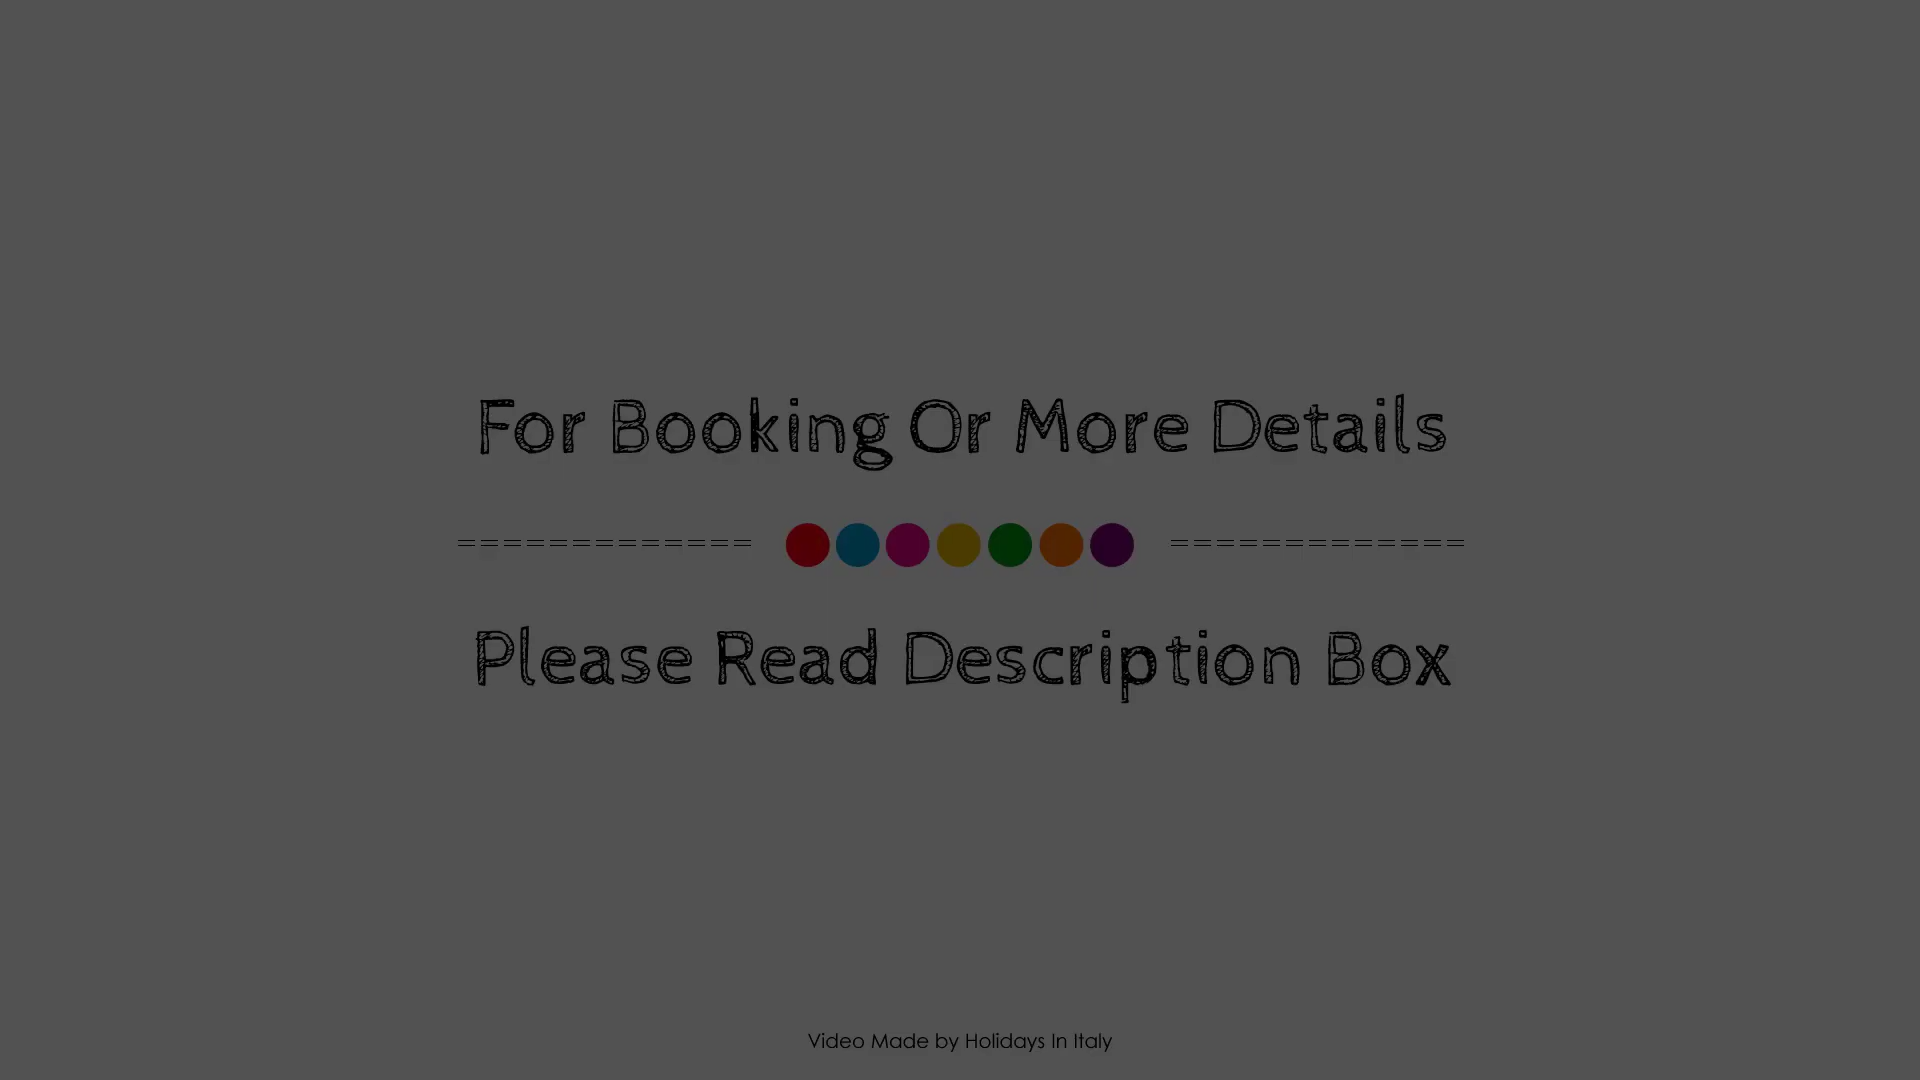 For Booking Or More Details
============= =============
Please Read Description Box
Video Made by Holidays In Italy